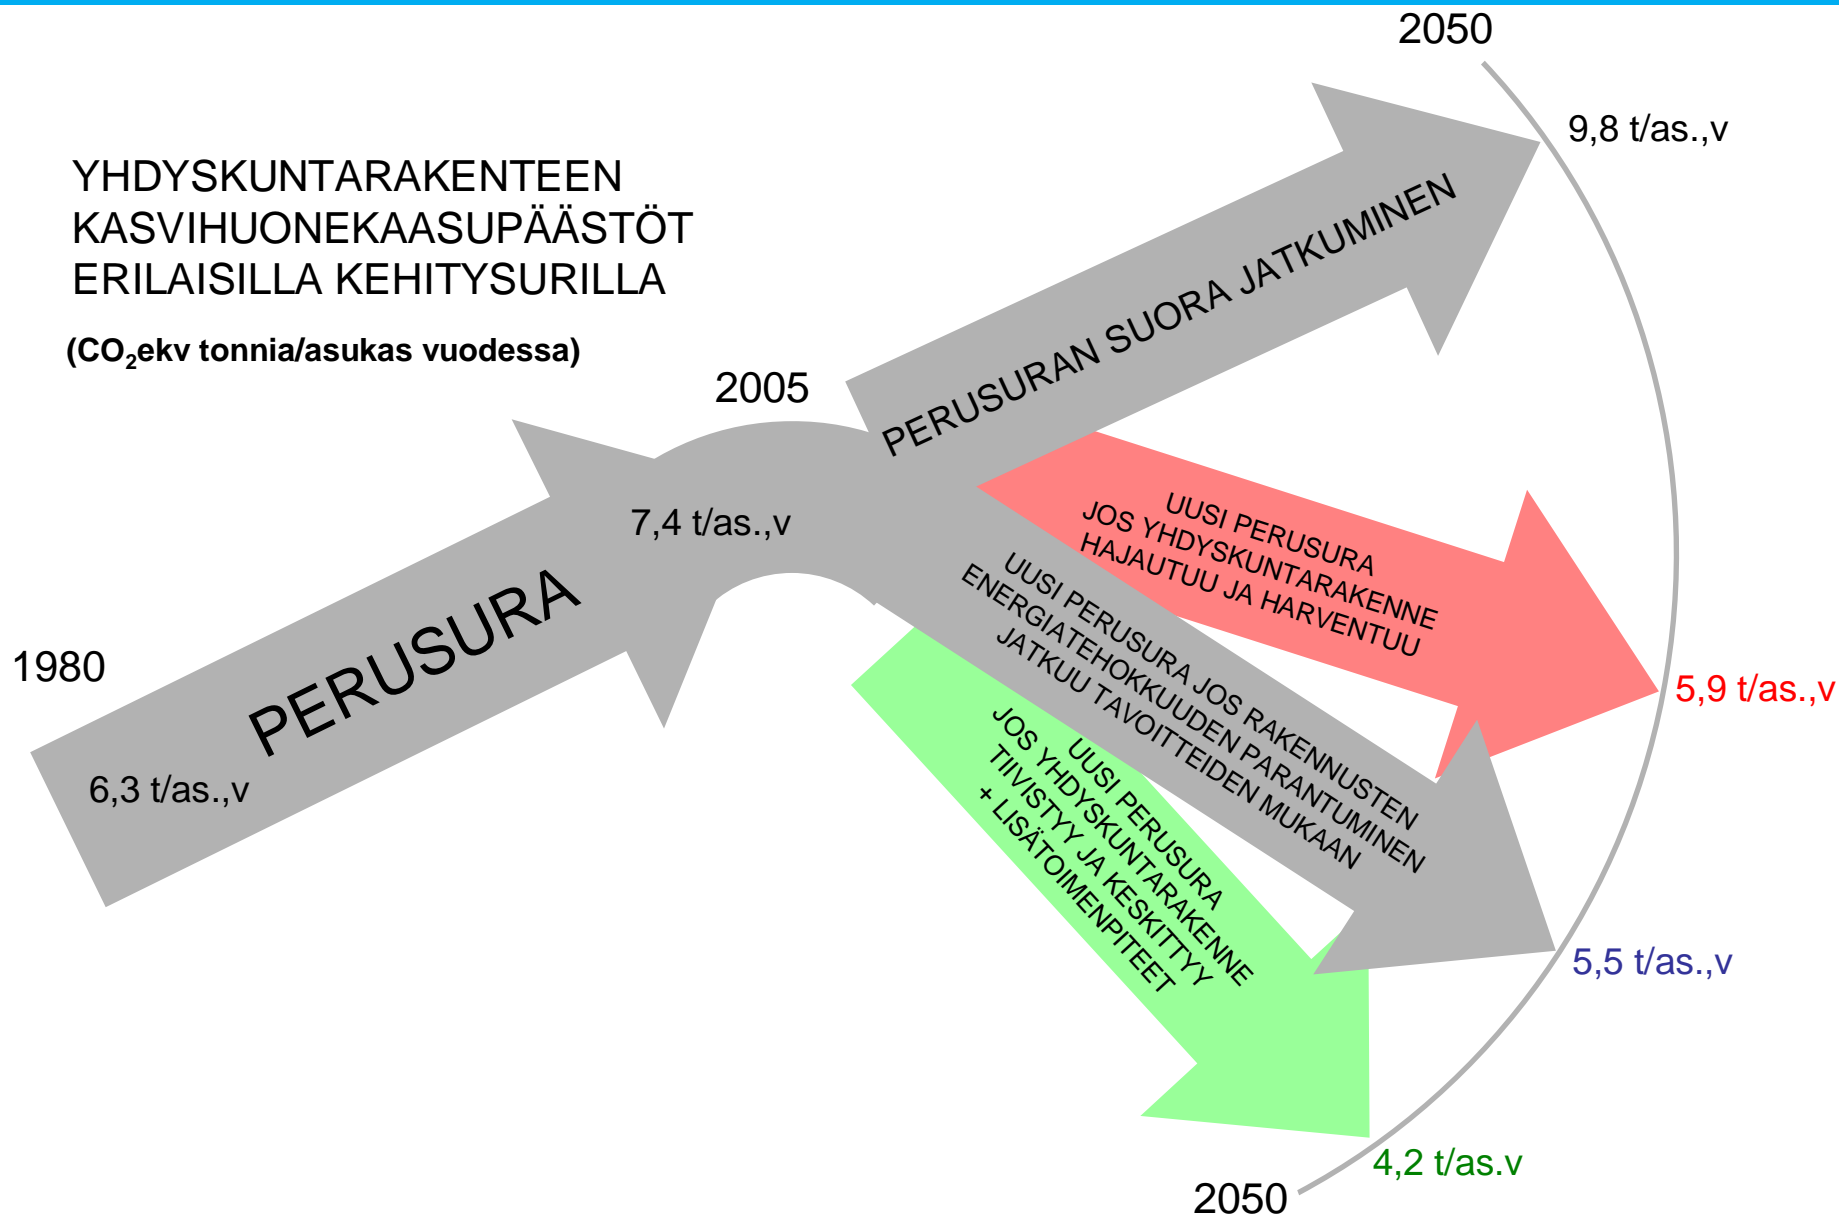 2050
9,8 t/as.,v
YHDYSKUNTARAKENTEEN
KASVIHUONEKAASUPÄÄSTÖT
ERILAISILLA KEHITYSURILLA
(CO₂ekv tonnia/asukas vuodessa)
PERUSURAN SUORA JATKUMINEN
2005
7,4 t/as.,v
PERUSURA
1980
6,3 t/as.,v
UUSI PERUSURA
JOS YHDYSKUNTARAKENNE
HAJAUTUU JA HARVENTUU
5,9 t/as.,v
UUSI PERUSURA JOS RAKENNUSTEN
ENERGIATEHOKKUUDEN PARANTUMINEN
JATKUU TAVOITTEIDEN MUKAAN
5,5 t/as.,v
UUSI PERUSURA
JOS YHDYSKUNTARAKENNE
TIIVISTYY JA KESKITTYY
+ LISÄTOIMENPITEET
4,2 t/as.v
2050